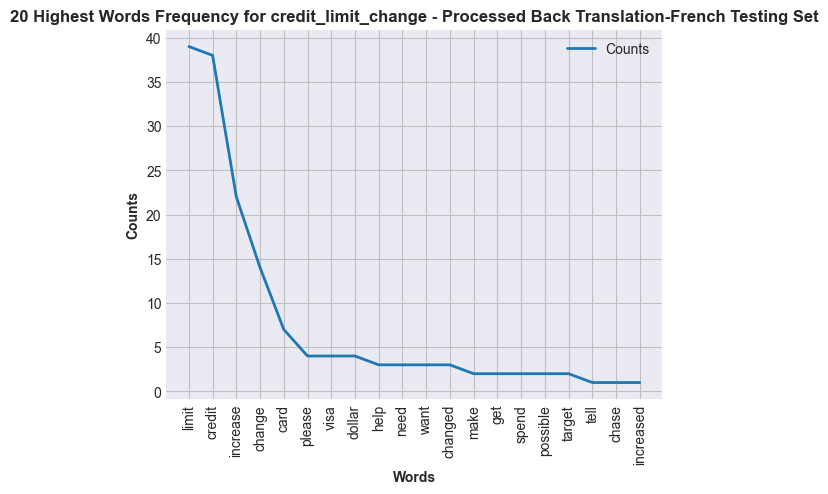 20 Highest Words Frequency for credit_limit_change - Processed Back Translation-French Testing Set
Counts
40
35
30
25
20
15
10
5
0
Counts
limit
credit
increase
change
card
please
visa
dollar
help
need
want
changed
make
get
spend
possible
target
tell
chase
increased
Words